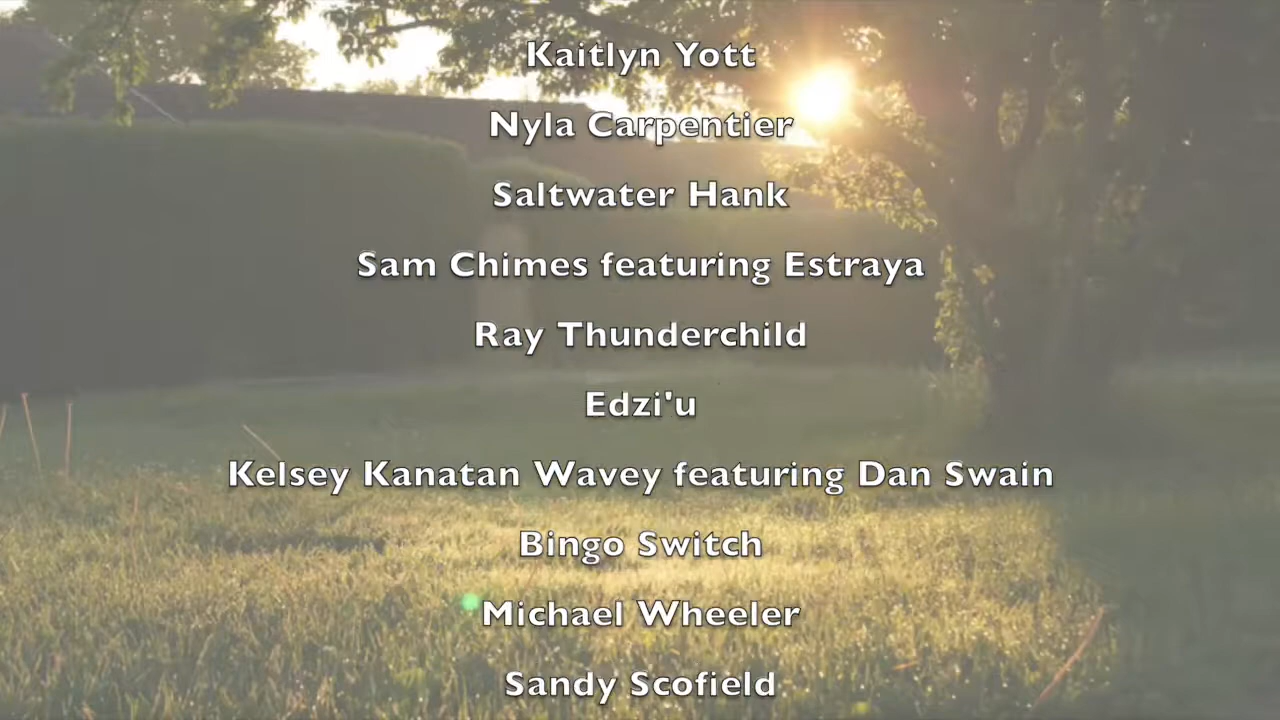 Kaitlyn Yott
Nyla Carpentier
Saltwater Hank
Sam Chimes featuring Estraya
Ray Thunderchild
Edzi'u
Kelsey Kanatan Wavey featuring Dan Swain
Bingo Switch
Michael Wheeler
Sandy Scofield